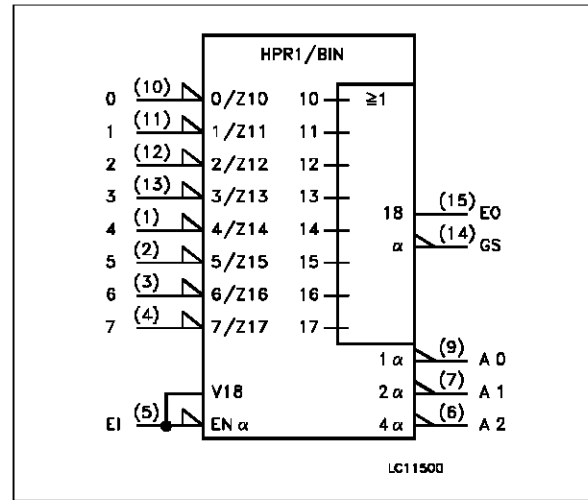 HPR1/BIN
0 (10) 0/Z10 10 ≥1
1 (11) 1/Z11 11
2 (12) 2/Z12 12
3 (13) 3/Z13 13
18 (15) EO
4 (1) 4/Z14 14
α (14) GS
5 (2) 5/Z15 15
6 (3) 6/Z16 16
7 (4) 7/Z17 17
1α (9) A0
V18 2α (7) A1
EI (5) ENα 4α (6) A2
LC11500